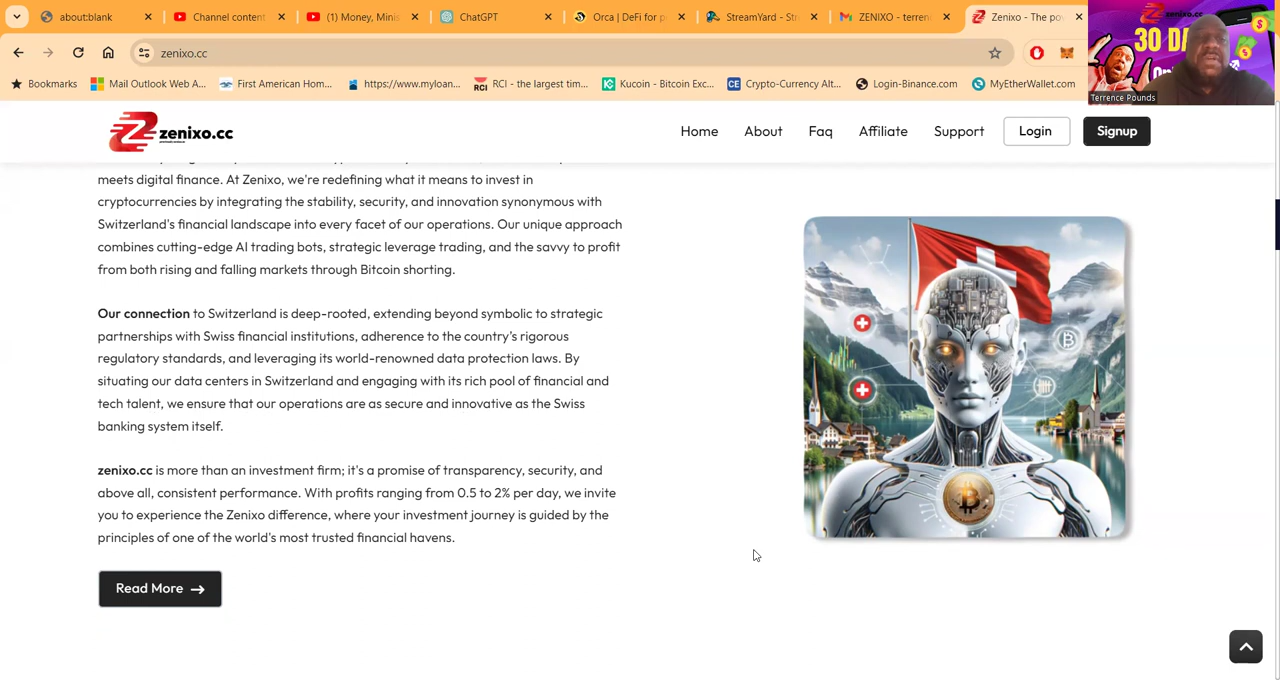 about:blank
Channel content
(1) Money, Minis
ChatGPT
Orca | DeFi for p
StreamYard - Str
ZENIXO - terren
Zenixo - The po
zenixo.cc
Bookmarks
Mail Outlook Web A...
First American Hom...
https://www.myloan...
RCI - the largest tim...
Kucoin - Bitcoin Exc...
Crypto-Currency Alt...
Login-Binance.com
MyEtherWallet.com
30 DA
Terrence Pounds
zenixo.cc
Home
About
Faq
Affiliate
Support
Login
Signup
meets digital finance. At Zenixo, we're redefining what it means to invest in
cryptocurrencies by integrating the stability, security, and innovation synonymous with
Switzerland's financial landscape into every facet of our operations. Our unique approach
combines cutting-edge AI trading bots, strategic leverage trading, and the savvy to profit
from both rising and falling markets through Bitcoin shorting.
Our connection to Switzerland is deep-rooted, extending beyond symbolic to strategic
partnerships with Swiss financial institutions, adherence to the country's rigorous
regulatory standards, and leveraging its world-renowned data protection laws. By
situating our data centers in Switzerland and engaging with its rich pool of financial and
tech talent, we ensure that our operations are as secure and innovative as the Swiss
banking system itself.
zenixo.cc is more than an investment firm; it's a promise of transparency, security, and
above all, consistent performance. With profits ranging from 0.5 to 2% per day, we invite
you to experience the Zenixo difference, where your investment journey is guided by the
principles of one of the world's most trusted financial havens.
Read More